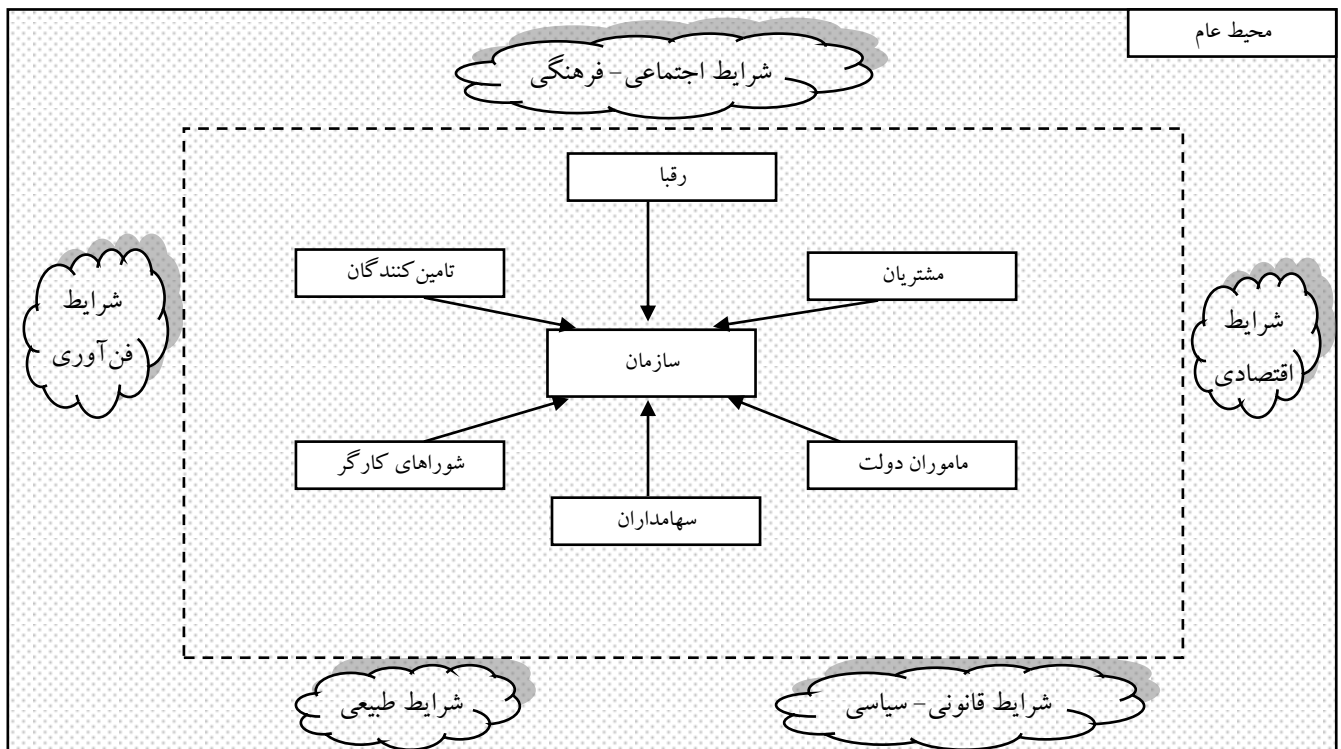 محیط عام
شرایط اجتماعی- فرهنگی
رقبا
مشتریان
تامین‌کنندگان
شرایط
اقتصادی
شرایط
فن‌آوری
سازمان
ماموران دولت
شوراهای کارگر
سهامداران
شرایط قانونی- سیاسی
شرایط طبیعی